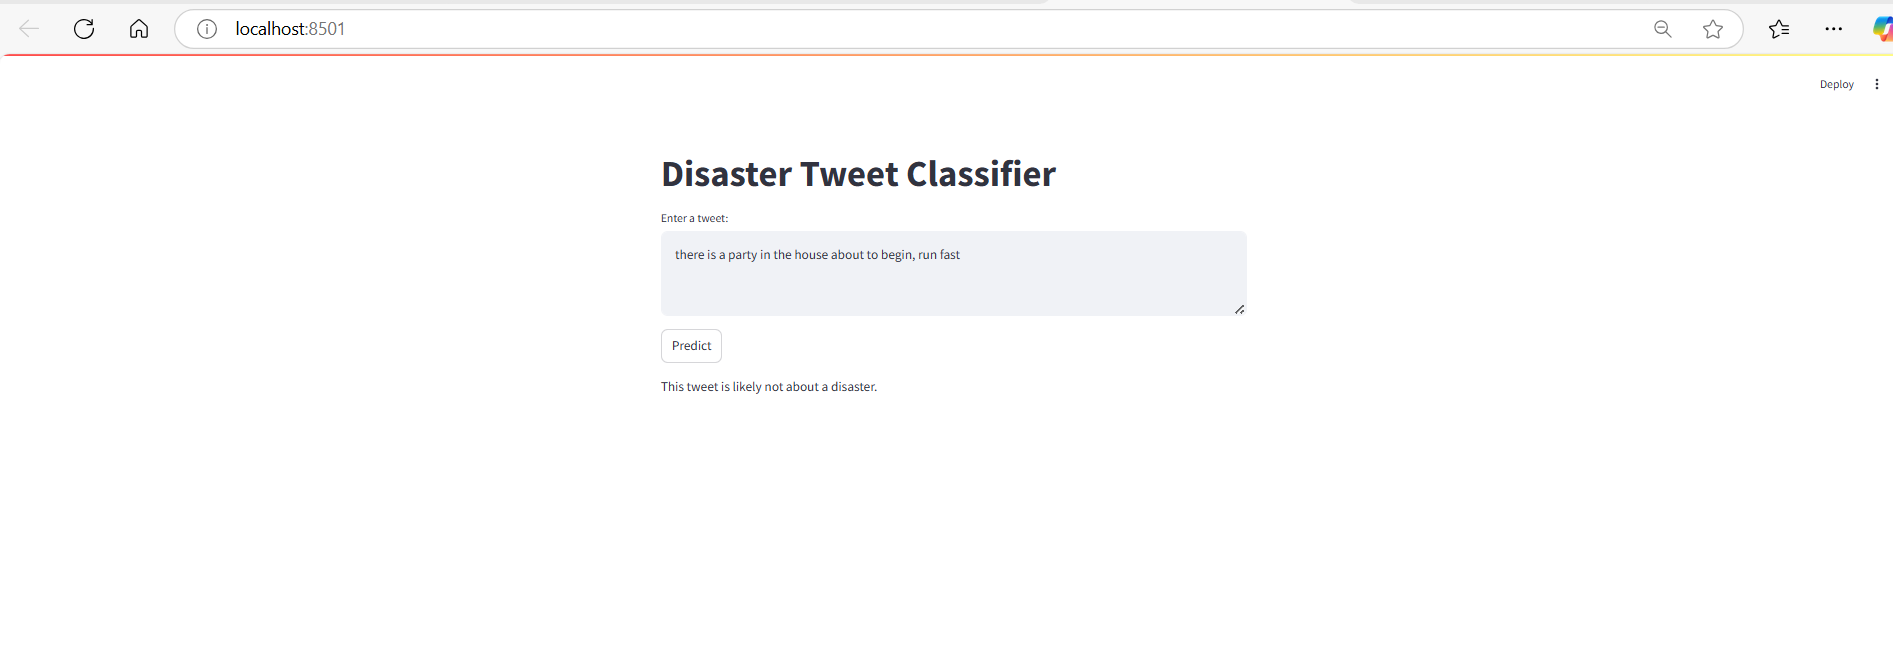 localhost:8501
Deploy
Disaster Tweet Classifier
Enter a tweet:
there is a party in the house about to begin, run fast
Predict
This tweet is likely not about a disaster.